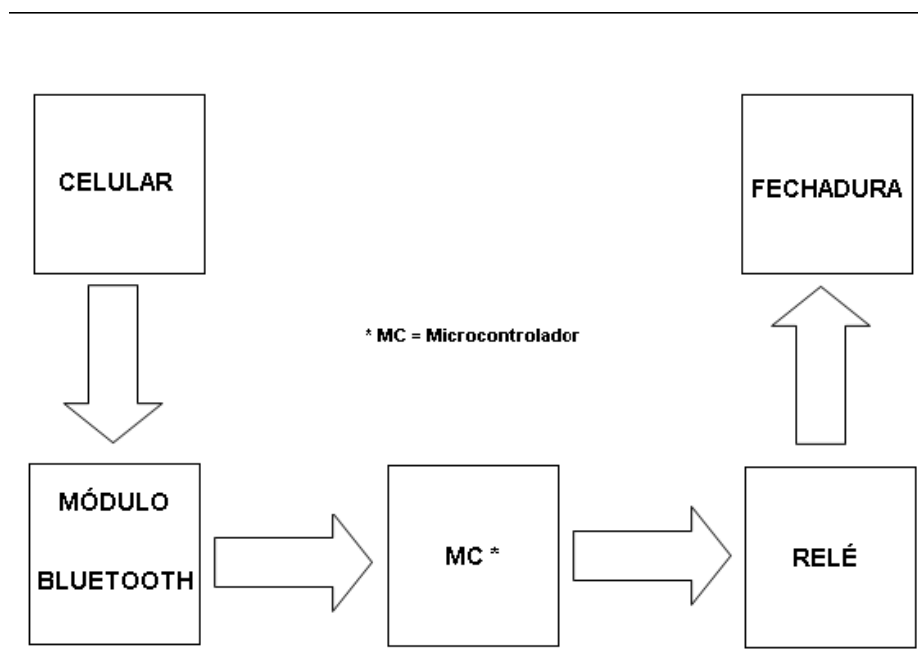 CELULAR
FECHADURA
* MC = Microcontrolador
MÓDULO
BLUETOOTH
MC *
RELÉ